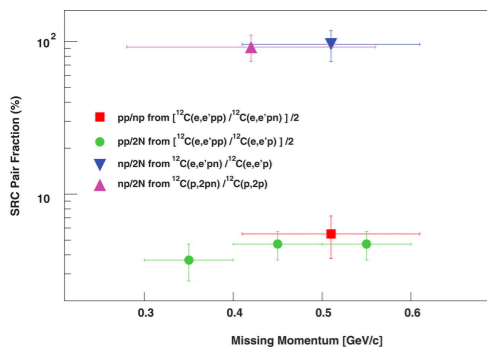 SRC Pair Fraction (%)
10²
10
pp/np from [¹²C(e,e'pp) /¹²C(e,e'pn) ] /2
pp/2N from [¹²C(e,e'pp) /¹²C(e,e'p) ] /2
np/2N from ¹²C(e,e'pn) /¹²C(e,e'p)
np/2N from ¹²C(p,2pn) /¹²C(p,2p)
0.3 0.4 0.5 0.6
Missing Momentum [GeV/c]